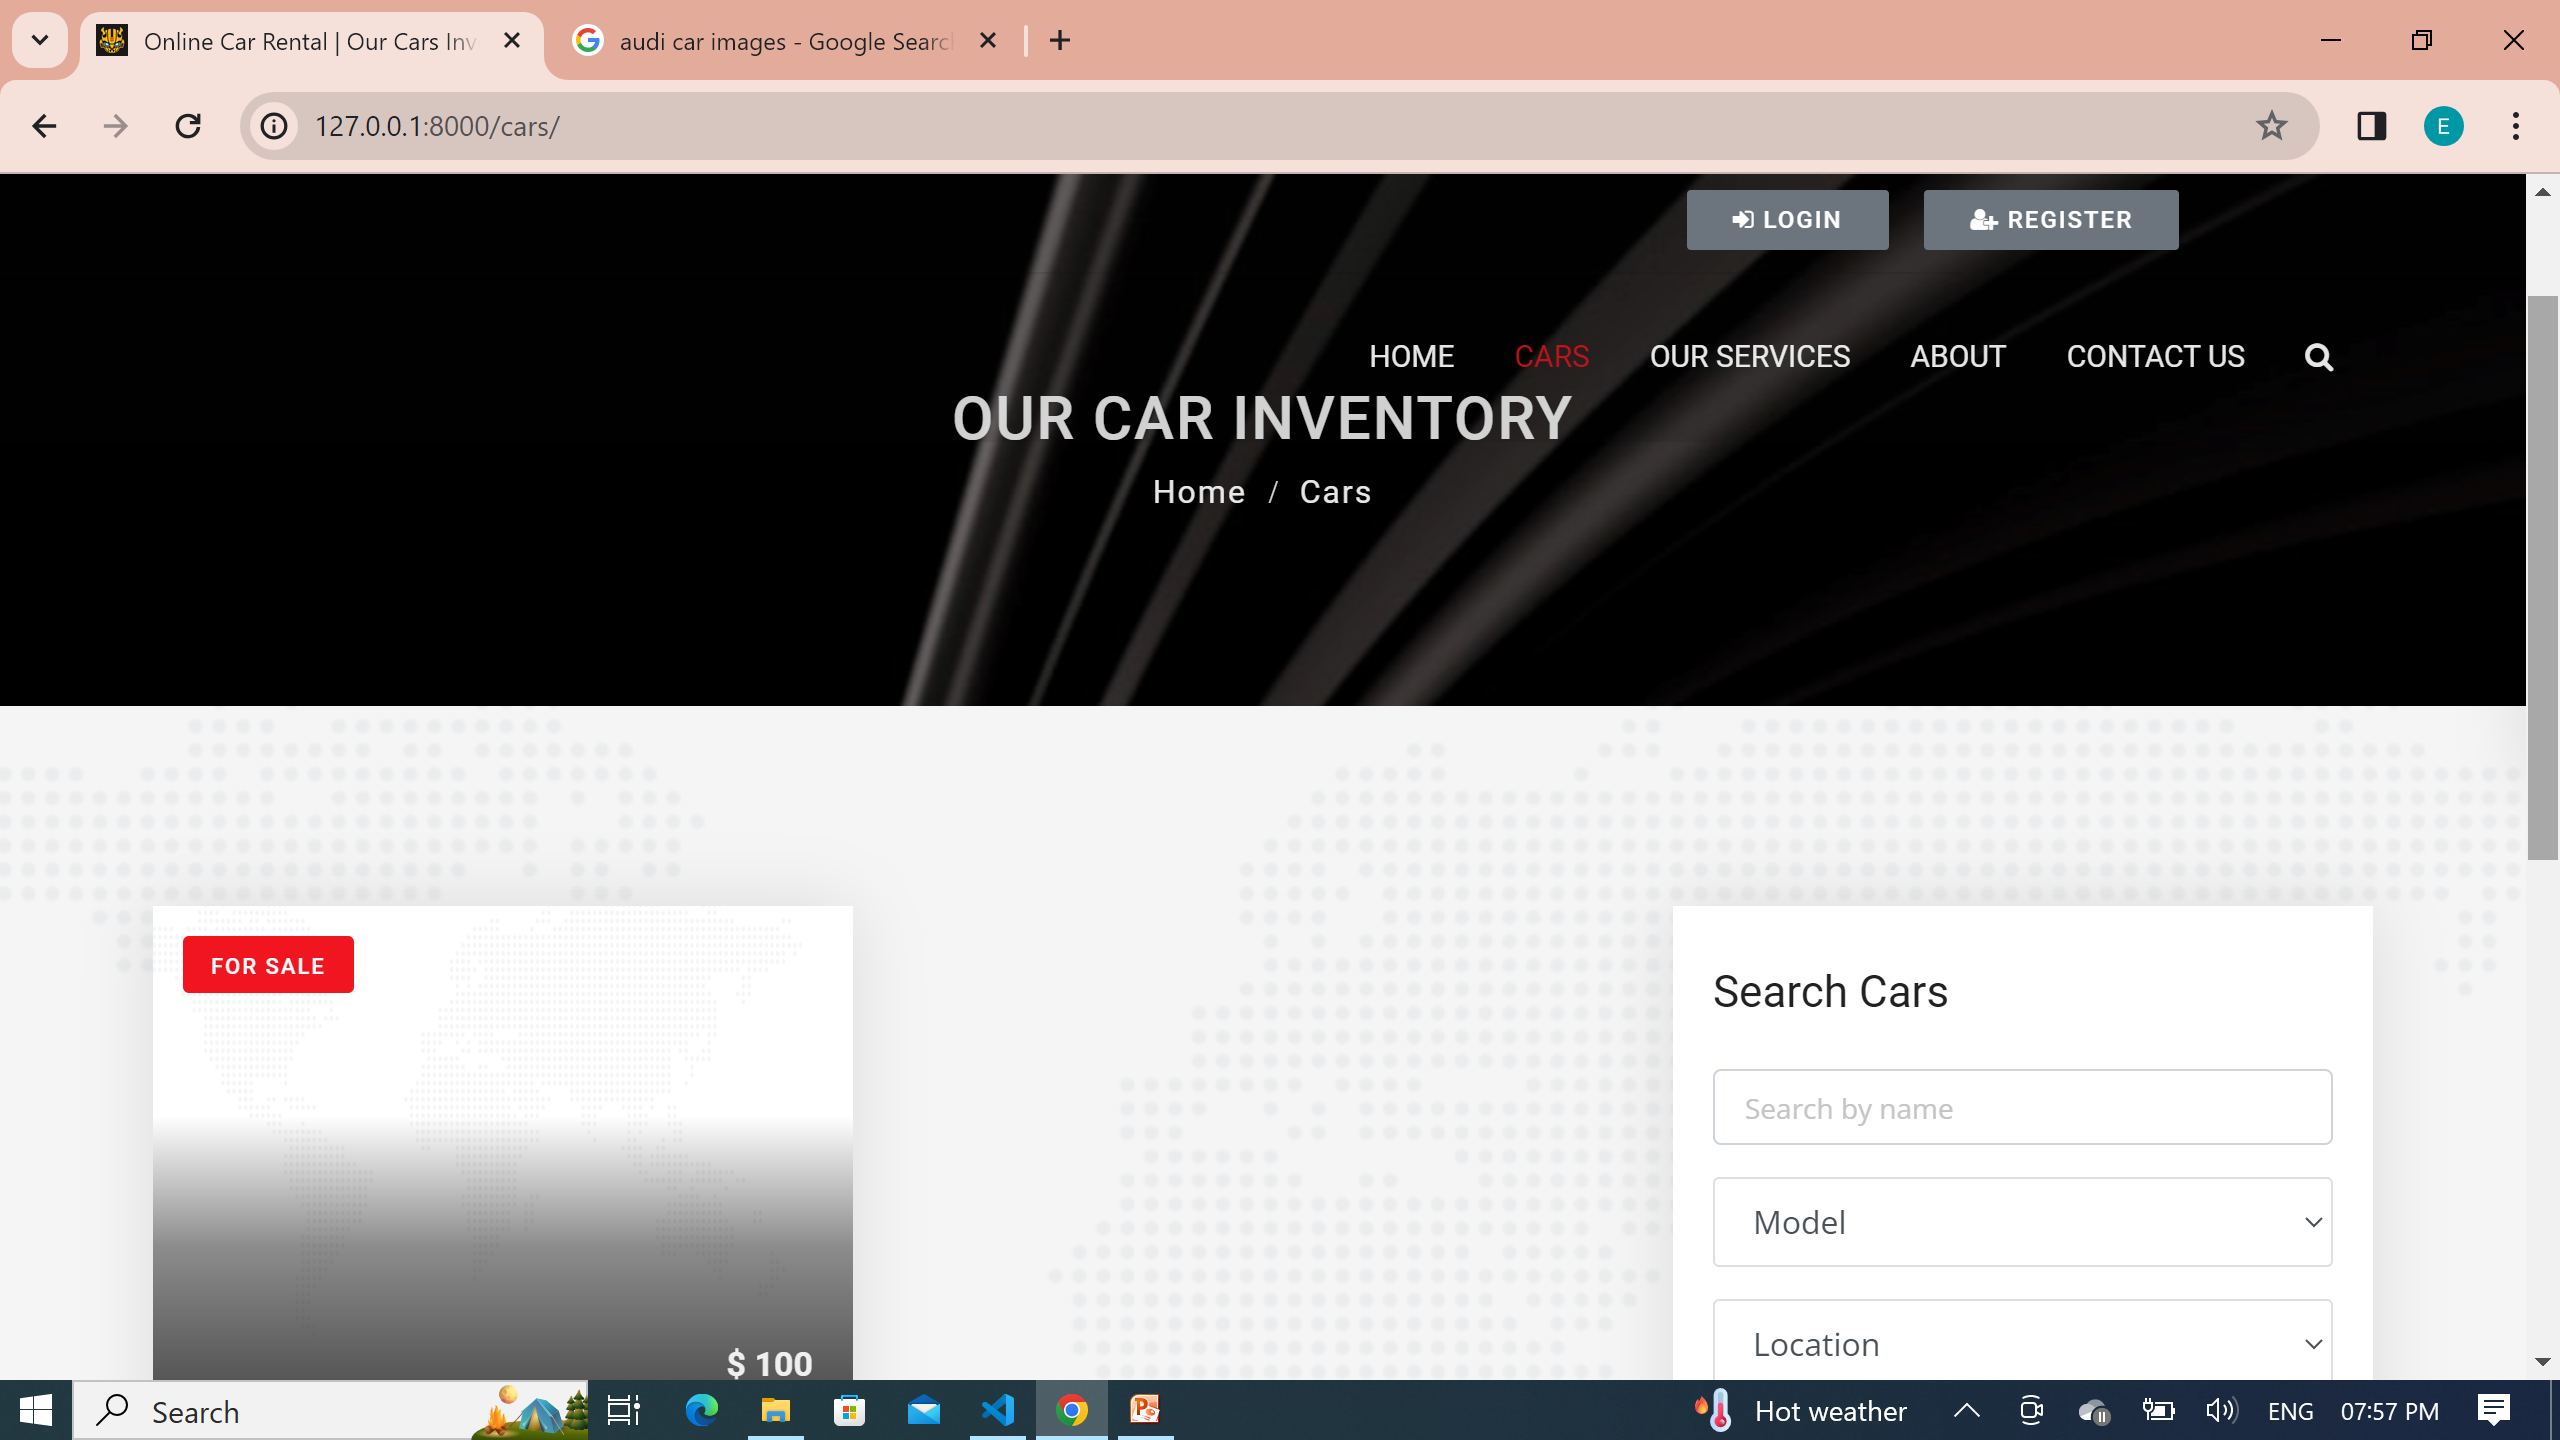 Online Car Rental | Our Cars Inv
audi car images - Google Search
127.0.0.1:8000/cars/
E
LOGIN
REGISTER
HOME CARS OUR SERVICES ABOUT CONTACT US
OUR CAR INVENTORY
Home / Cars
FOR SALE
$ 100
Search Cars
Search by name
Model
Location
Search
Hot weather
ENG
07:57 PM